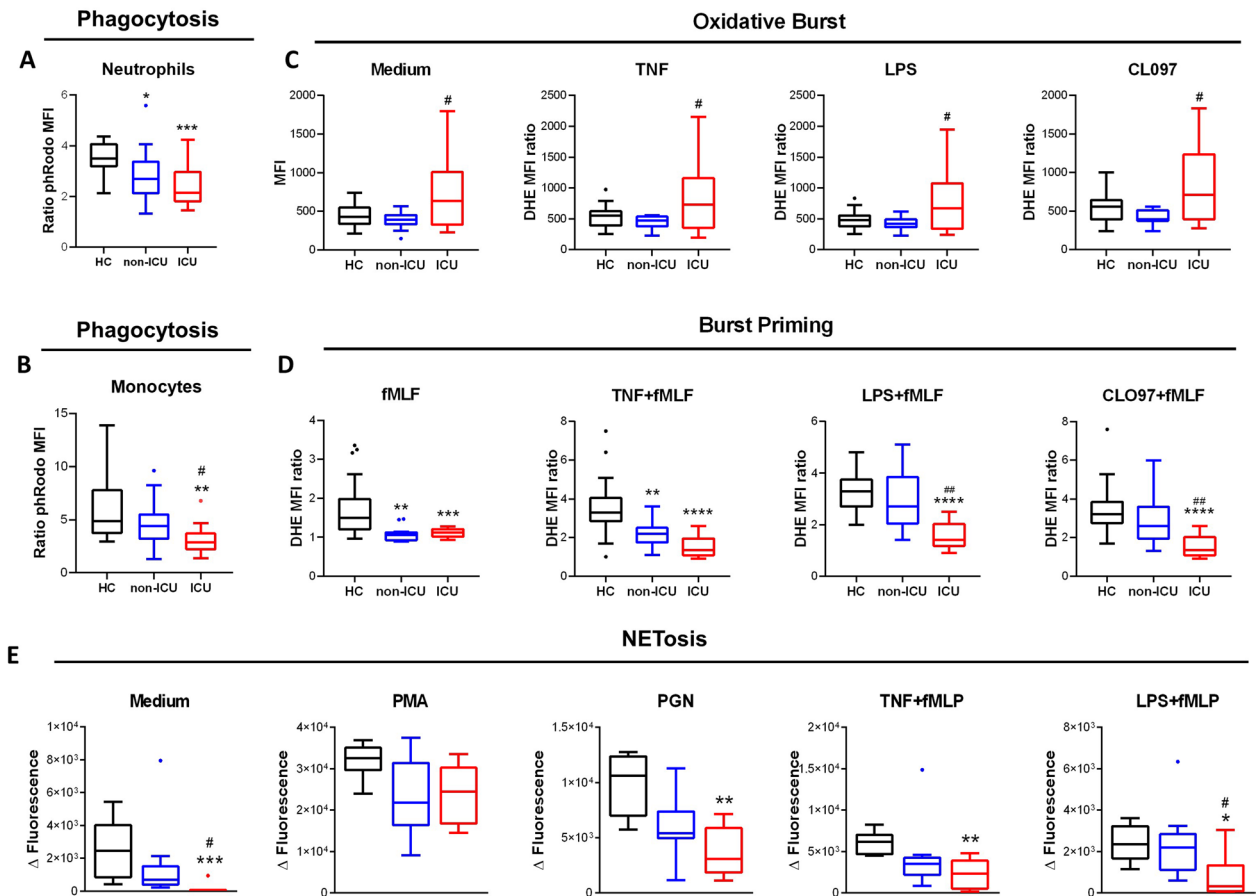 Phagocytosis
Oxidative Burst
A
Neutrophils
Ratio phRodo MFI
6
4
2
0
*
***
HC non-ICU ICU
C
Medium
MFI
2000
1500
1000
500
0
#
HC non-ICU ICU
TNF
DHE MFI ratio
2500
2000
1500
1000
500
0
#
HC non-ICU ICU
LPS
DHE MFI ratio
2500
2000
1500
1000
500
0
#
HC non-ICU ICU
CL097
DHE MFI ratio
2000
1500
1000
500
0
#
HC non-ICU ICU
Phagocytosis
Burst Priming
B
Monocytes
Ratio phRodo MFI
15
10
5
0
#
**
HC non-ICU ICU
D
fMLF
DHE MFI ratio
4
3
2
1
0
**
***
HC non-ICU ICU
TNF+fMLF
DHE MFI ratio
8
6
4
2
0
**
****
HC non-ICU ICU
LPS+fMLF
DHE MFI ratio
6
4
2
0
##
****
HC non-ICU ICU
CLO97+fMLF
DHE MFI ratio
8
6
4
2
0
##
****
HC non-ICU ICU
NETosis
E
Medium
Δ Fluorescence
1×10⁴
8×10³
6×10³
4×10³
2×10³
0
#
***
PMA
Δ Fluorescence
4×10⁴
3×10⁴
2×10⁴
1×10⁴
0
PGN
Δ Fluorescence
1.5×10⁴
1×10⁴
5×10³
0
**
TNF+fMLP
Δ Fluorescence
2×10⁴
1.5×10⁴
1×10⁴
5×10³
0
**
LPS+fMLP
Δ Fluorescence
8×10³
6×10³
4×10³
2×10³
0
#
*